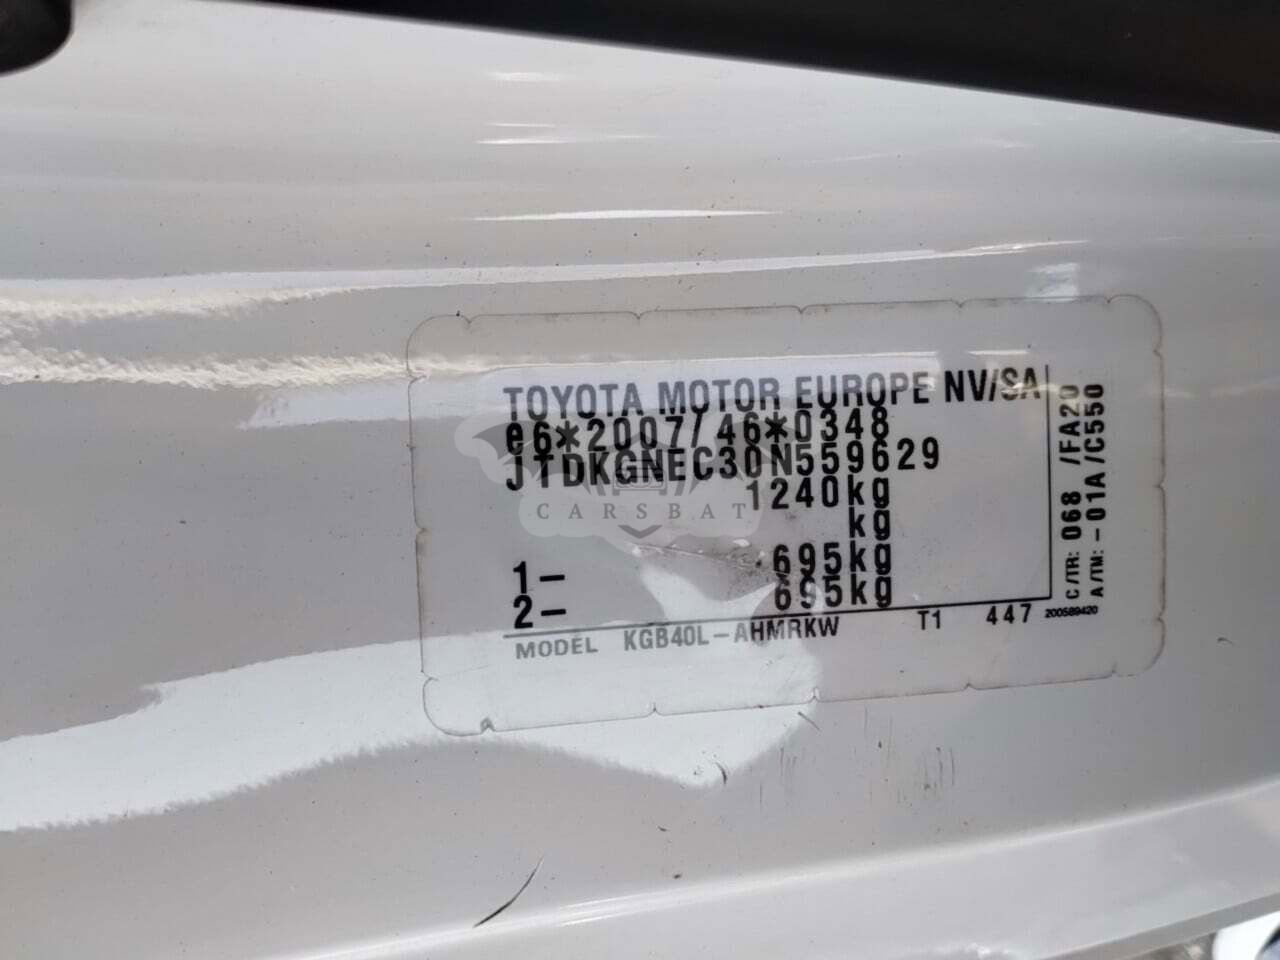 TOYOTA MOTOR EUROPE NV/SA
e6*2007/46*0348
JTDKGNEC30N559629
1240kg
kg
1- 695kg
2- 695kg
MODEL KGB40L-AHMRKW T1 447 200589420
C/TR: 068 /FA20
A/TM: -01A/C550
CARSBAT